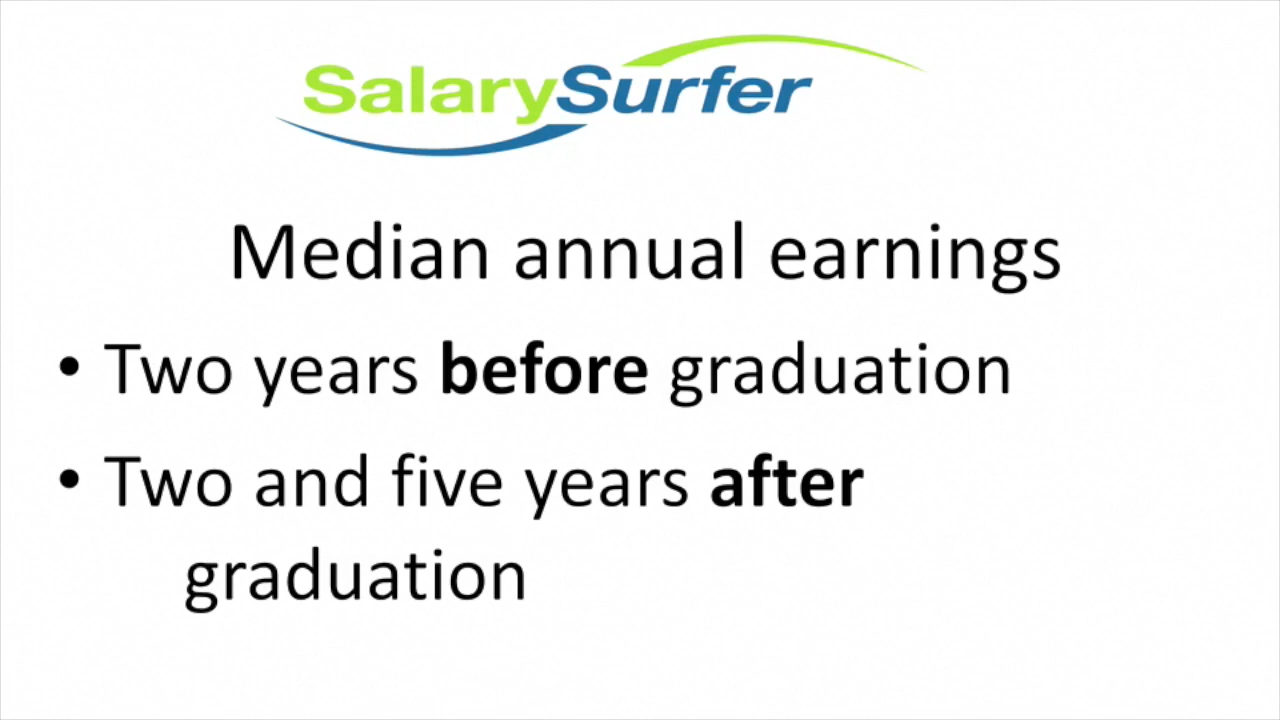 SalarySurfer
Median annual earnings
• Two years before graduation
• Two and five years after
graduation